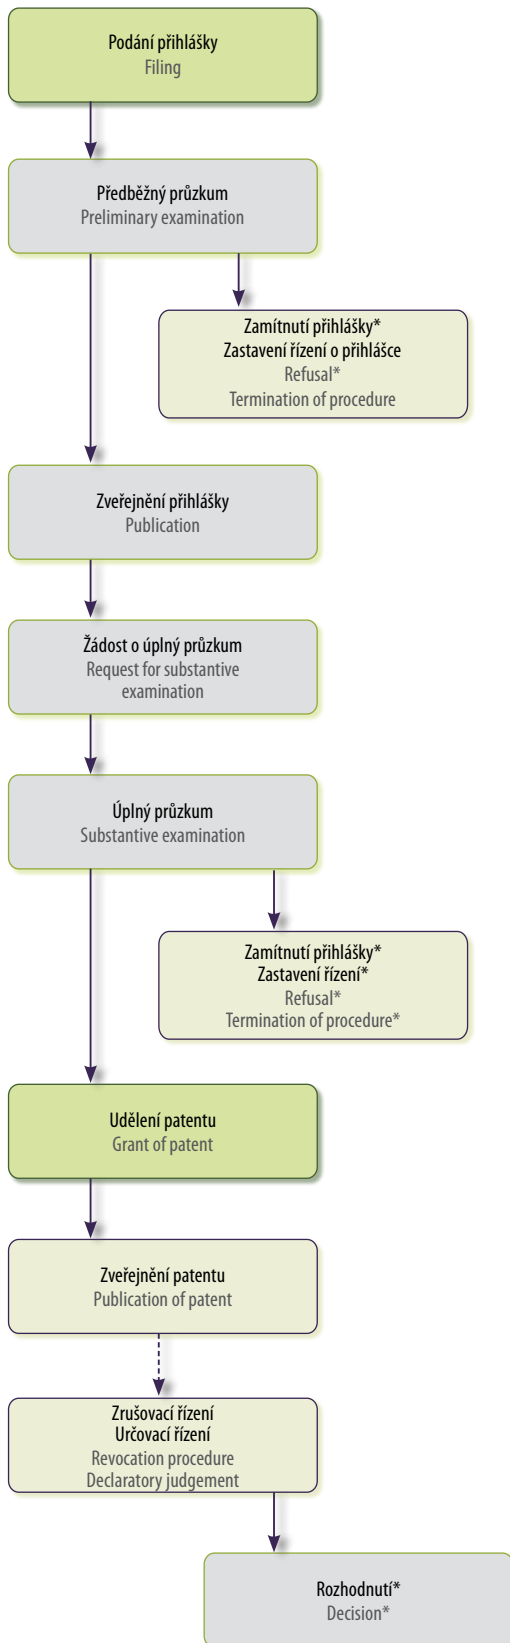 Podání přihlášky
Filing
Předběžný průzkum
Preliminary examination
Zamítnutí přihlášky*
Zastavení řízení o přihlášce
Refusal*
Termination of procedure
Zveřejnění přihlášky
Publication
Žádost o úplný průzkum
Request for substantive
examination
Úplný průzkum
Substantive examination
Zamítnutí přihlášky*
Zastavení řízení*
Refusal*
Termination of procedure*
Udělení patentu
Grant of patent
Zveřejnění patentu
Publication of patent
Zrušovací řízení
Určovací řízení
Revocation procedure
Declaratory judgement
Rozhodnutí*
Decision*